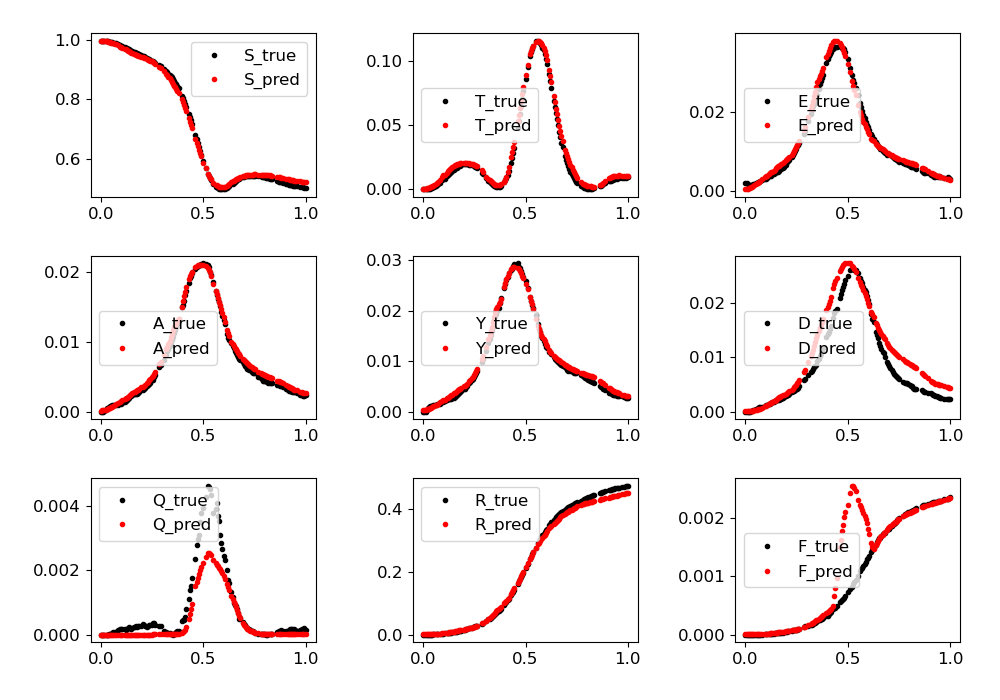 1.0
0.8
0.6
0.0 0.5 1.0
S_true
S_pred
0.10
0.05
0.00
0.0 0.5 1.0
T_true
T_pred
0.02
0.00
0.0 0.5 1.0
E_true
E_pred
0.02
0.01
0.00
0.0 0.5 1.0
A_true
A_pred
0.03
0.02
0.01
0.00
0.0 0.5 1.0
Y_true
Y_pred
0.02
0.01
0.00
0.0 0.5 1.0
D_true
D_pred
0.004
0.002
0.000
0.0 0.5 1.0
Q_true
Q_pred
0.4
0.2
0.0
0.0 0.5 1.0
R_true
R_pred
0.002
0.001
0.000
0.0 0.5 1.0
F_true
F_pred